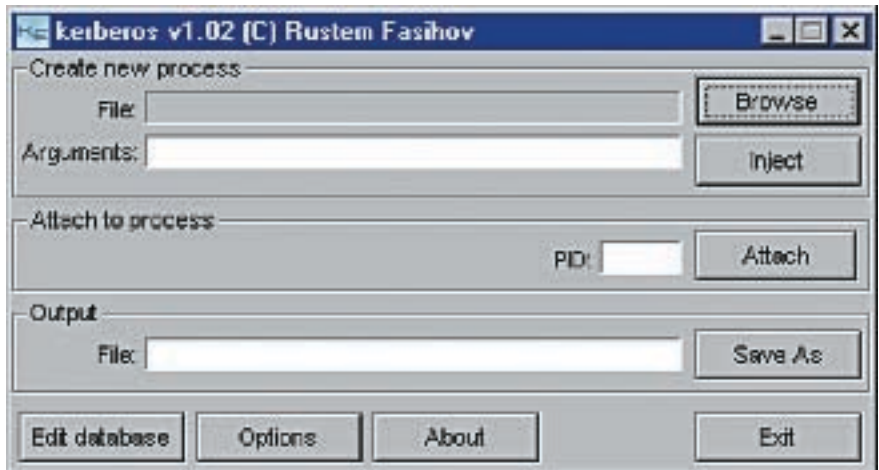 KE kerberos v1.02 (C) Rustem Fasihov
Create new process
File:
Browse
Arguments:
Inject
Attach to process
PID:
Attach
Output
File:
Save As
Edit database
Options
About
Exit